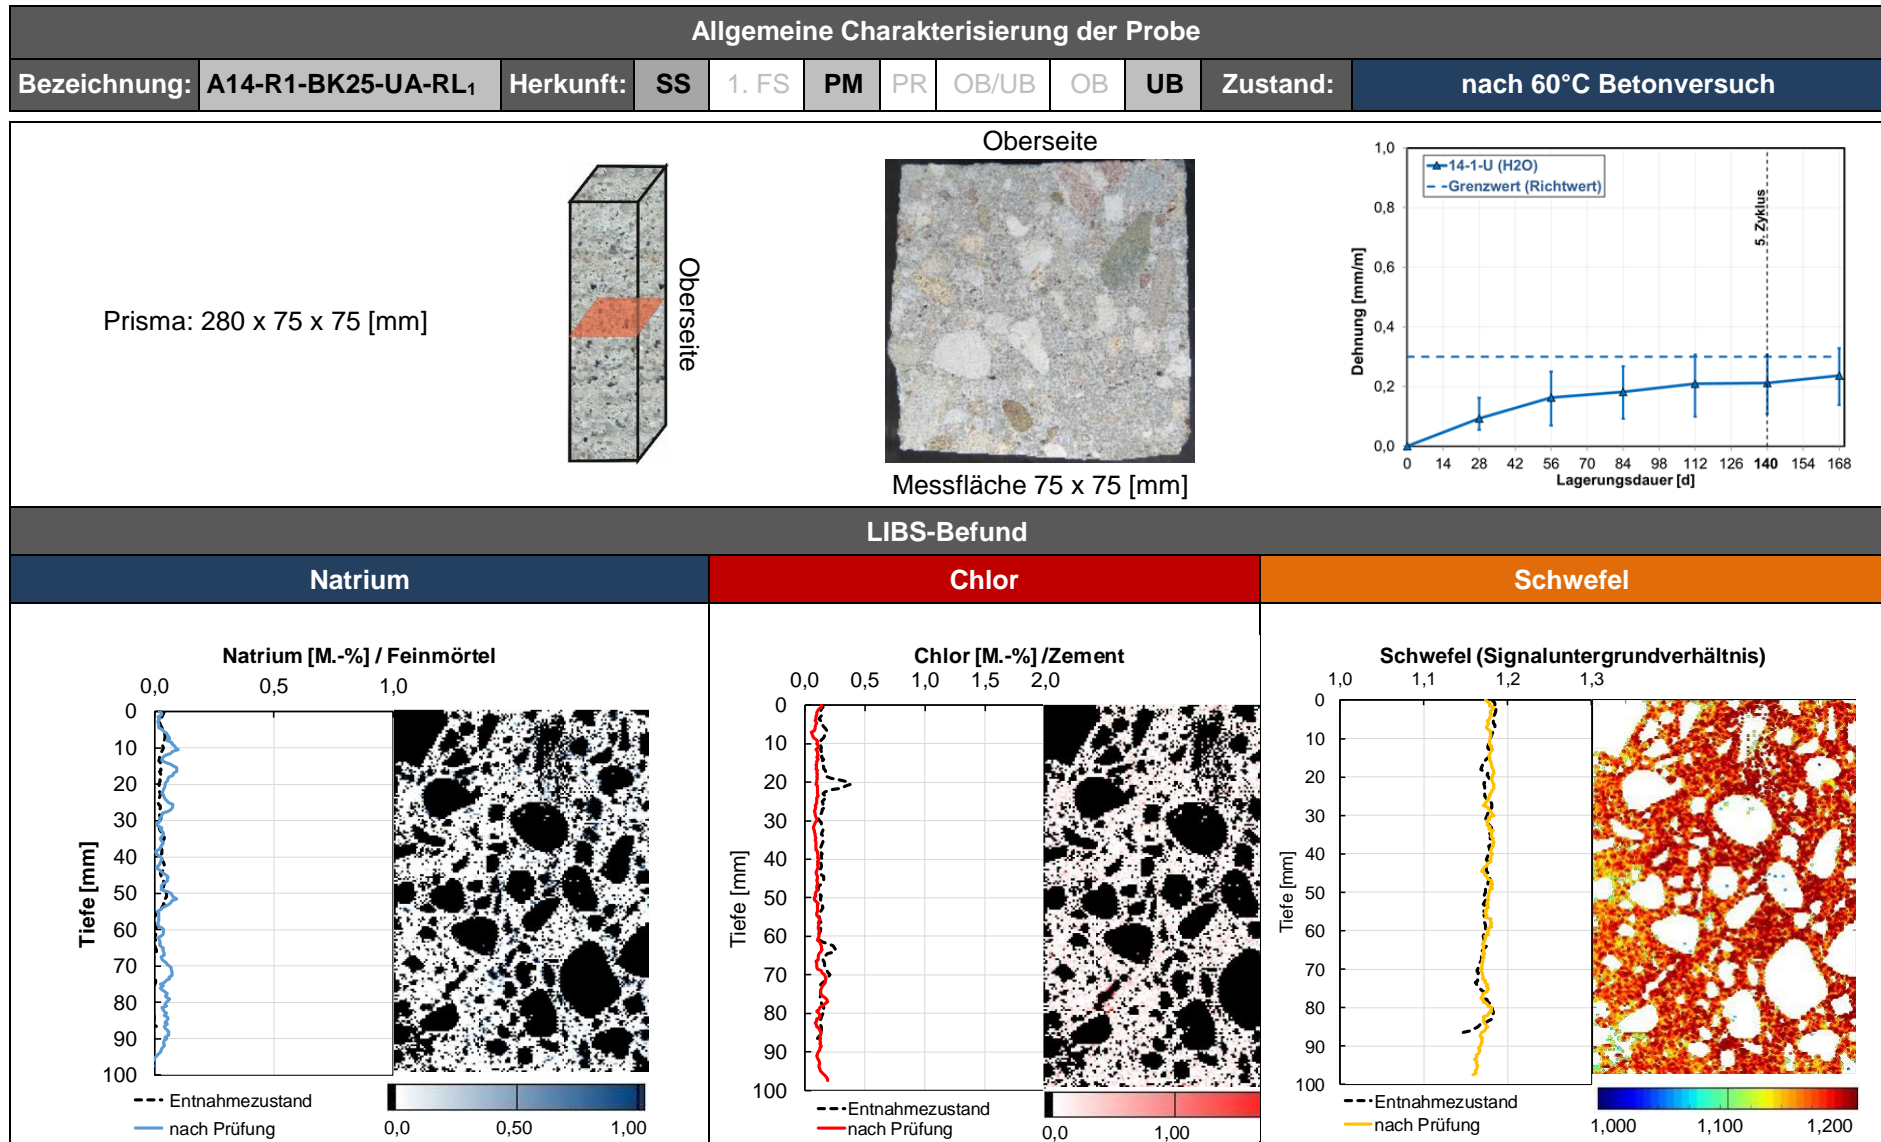 Allgemeine Charakterisierung der Probe
Bezeichnung: A14-R1-BK25-UA-RL₁ Herkunft: SS 1. FS PM PR OB/UB OB UB Zustand: nach 60°C Betonversuch
Prisma: 280 x 75 x 75 [mm]
Oberseite
Oberseite
Messfläche 75 x 75 [mm]
1,0
0,8
0,6
0,4
0,2
0,0
Dehnung [mm/m]
14-1-U (H2O)
Grenzwert (Richtwert)
5. Zyklus
0 14 28 42 56 70 84 98 112 126 140 154 168
Lagerungsdauer [d]
LIBS-Befund
Natrium Chlor Schwefel
Natrium [M.-%] / Feinmörtel
0,0 0,5 1,0
0
10
20
30
40
50
60
70
80
90
100
Tiefe [mm]
Entnahmezustand
nach Prüfung
0,0 0,50 1,00
Chlor [M.-%] /Zement
0,0 0,5 1,0 1,5 2,0
0
10
20
30
40
50
60
70
80
90
100
Tiefe [mm]
Entnahmezustand
nach Prüfung
0,0 1,00
Schwefel (Signaluntergrundverhältnis)
1,0 1,1 1,2 1,3
0
10
20
30
40
50
60
70
80
90
100
Tiefe [mm]
Entnahmezustand
nach Prüfung
1,000 1,100 1,200